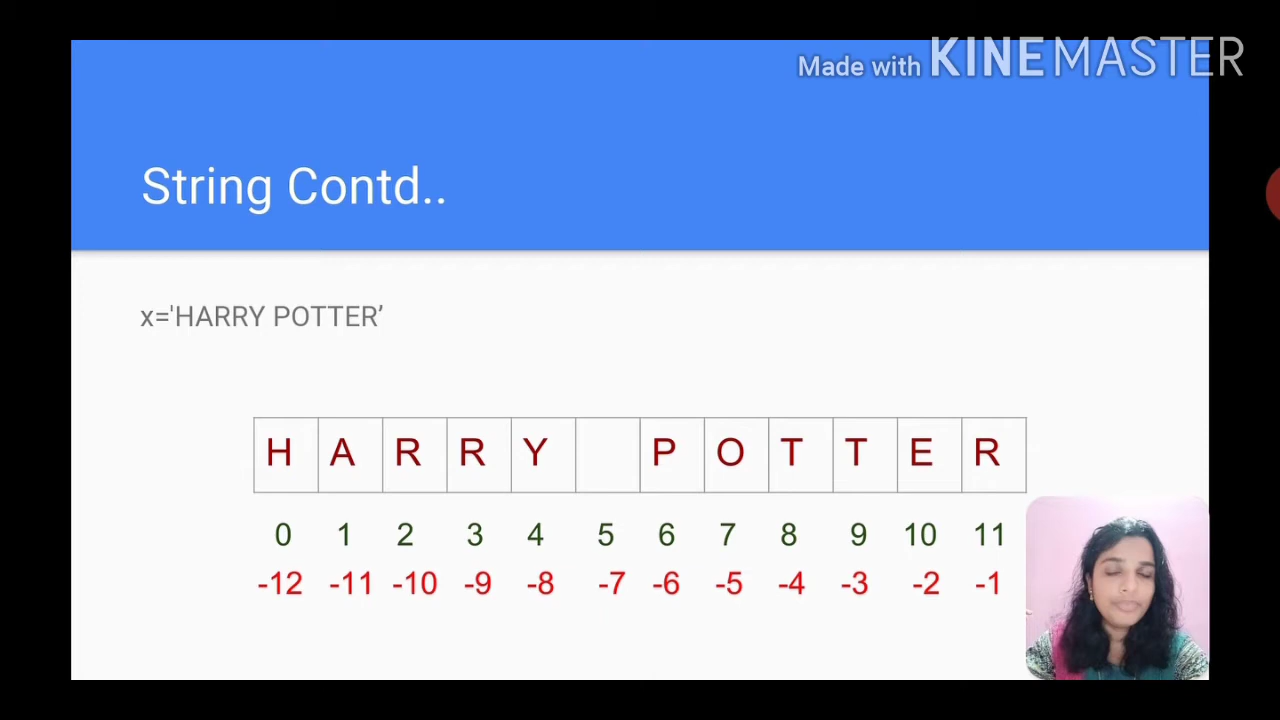 Made with KINEMASTER
String Contd..
x='HARRY POTTER’
H A R R Y P O T T E R
0 1 2 3 4 5 6 7 8 9 10 11
-12 -11 -10 -9 -8 -7 -6 -5 -4 -3 -2 -1